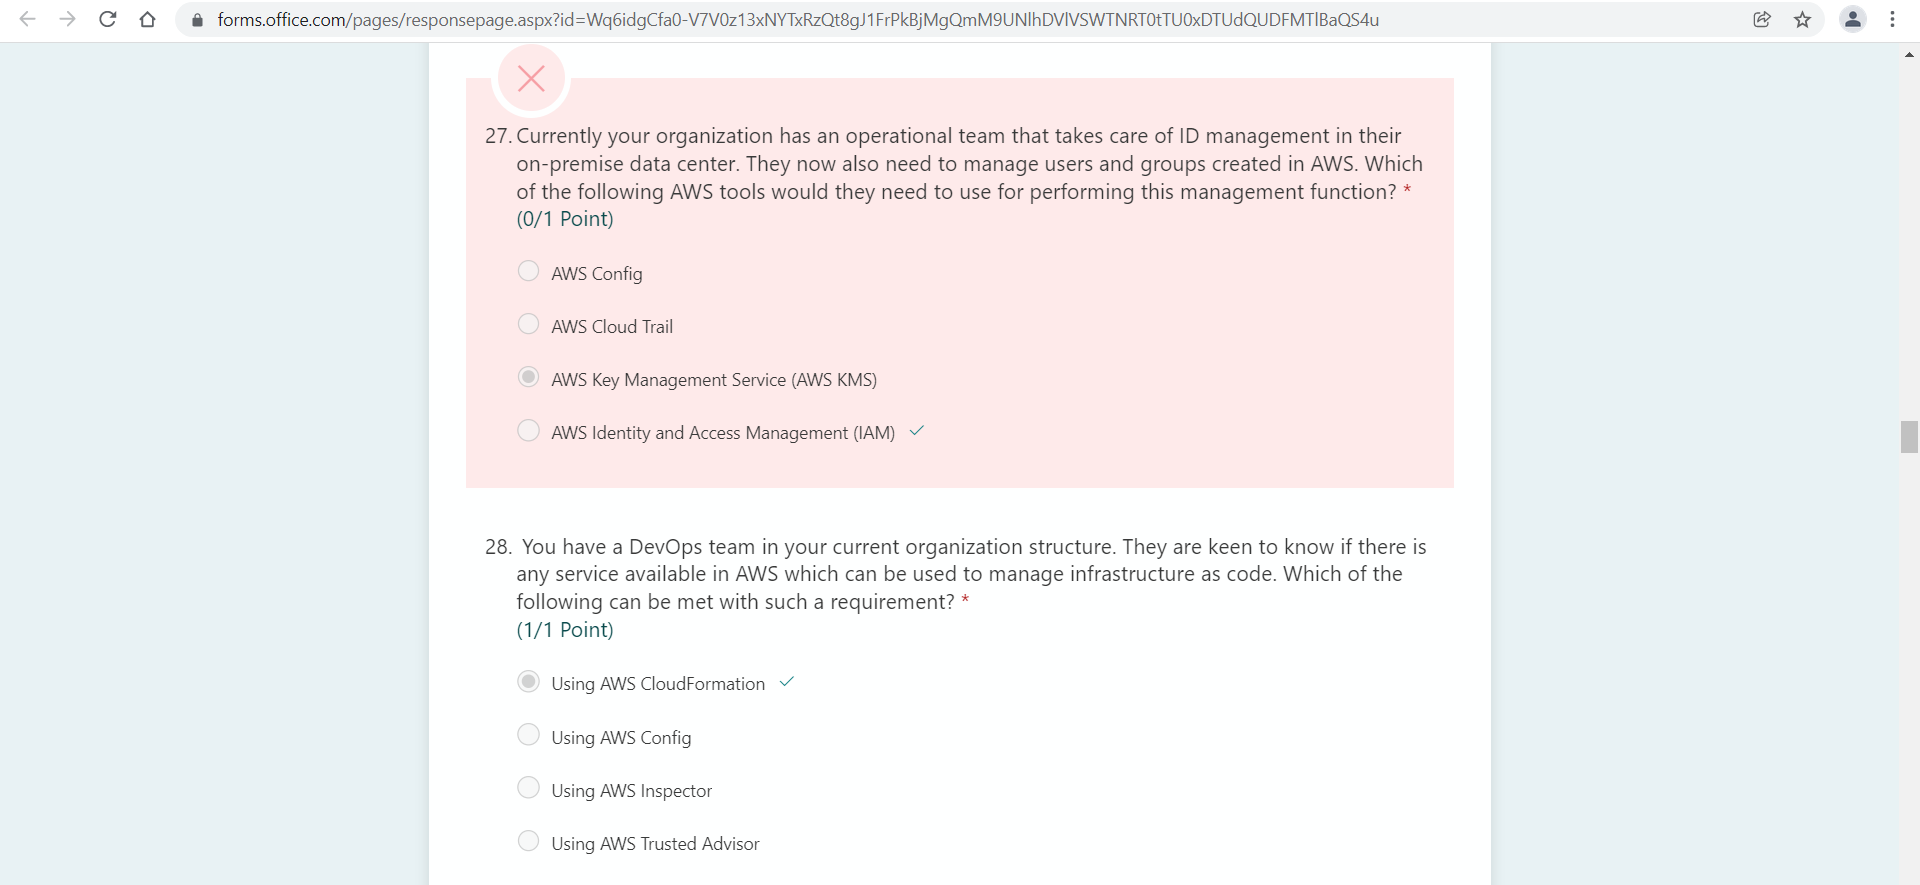 forms.office.com/pages/responsepage.aspx?id=Wq6idgCfa0-V7V0z13xNYTxRzQt8gJ1FrPkBjMgQmM9UNlhDVlVSWTNRT0tTU0xDTUdQUDFMTlBaQS4u
27. Currently your organization has an operational team that takes care of ID management in their
on-premise data center. They now also need to manage users and groups created in AWS. Which
of the following AWS tools would they need to use for performing this management function? *
(0/1 Point)
AWS Config
AWS Cloud Trail
AWS Key Management Service (AWS KMS)
AWS Identity and Access Management (IAM)
28. You have a DevOps team in your current organization structure. They are keen to know if there is
any service available in AWS which can be used to manage infrastructure as code. Which of the
following can be met with such a requirement? *
(1/1 Point)
Using AWS CloudFormation
Using AWS Config
Using AWS Inspector
Using AWS Trusted Advisor